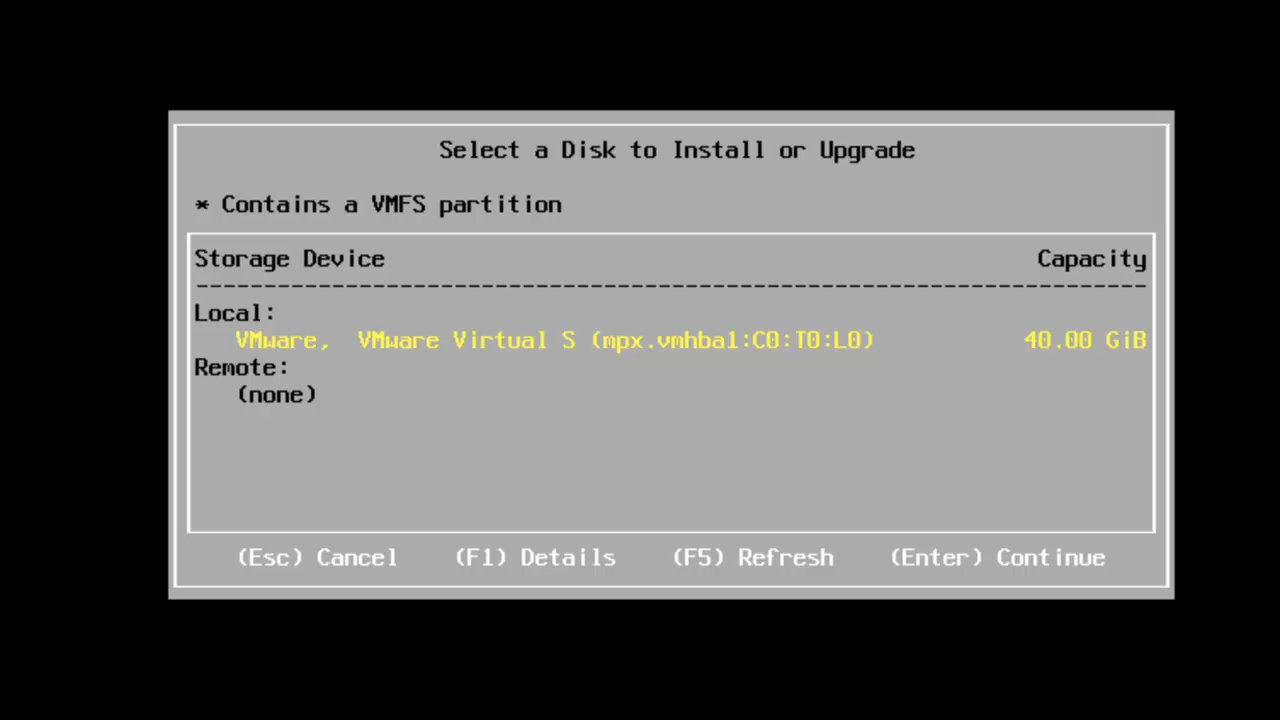 Select a Disk to Install or Upgrade
* Contains a VMFS partition
Storage Device Capacity
--------------------------------------------------------------------------------
Local:
VMware, VMware Virtual S (mpx.vmhba1:C0:T0:L0) 40.00 GiB
Remote:
(none)
(Esc) Cancel (F1) Details (F5) Refresh (Enter) Continue